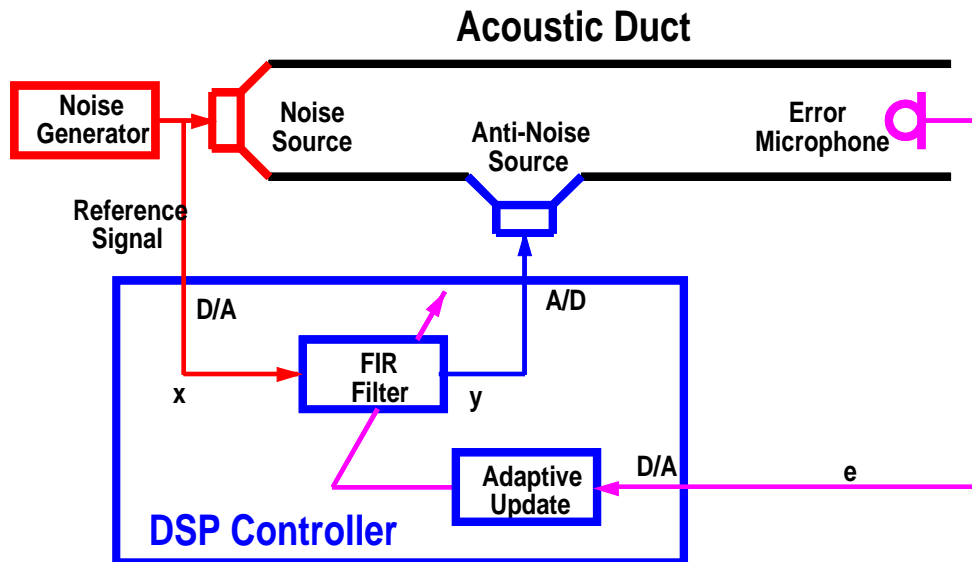 Acoustic Duct
Noise
Generator
Noise
Source
Anti-Noise
Source
Error
Microphone
Reference
Signal
D/A
A/D
FIR
Filter
x
y
Adaptive
Update
D/A
e
DSP Controller